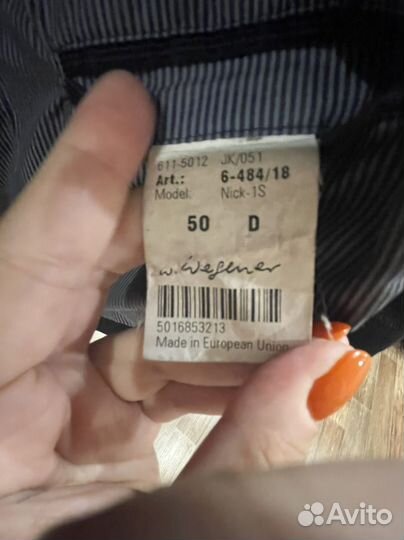 611-5012 JK/051
Art.: 6-484/18
Model. Nick-1S
50 D
w. Wegener
5016853213
Made in European Union
Avito